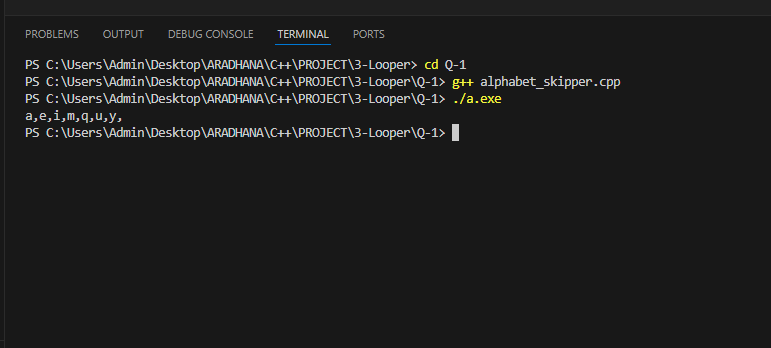 PROBLEMS OUTPUT DEBUG CONSOLE TERMINAL PORTS
PS C:\Users\Admin\Desktop\ARADHANA\C++\PROJECT\3-Looper> cd Q-1
PS C:\Users\Admin\Desktop\ARADHANA\C++\PROJECT\3-Looper\Q-1> g++ alphabet_skipper.cpp
PS C:\Users\Admin\Desktop\ARADHANA\C++\PROJECT\3-Looper\Q-1> ./a.exe
a,e,i,m,q,u,y,
PS C:\Users\Admin\Desktop\ARADHANA\C++\PROJECT\3-Looper\Q-1>